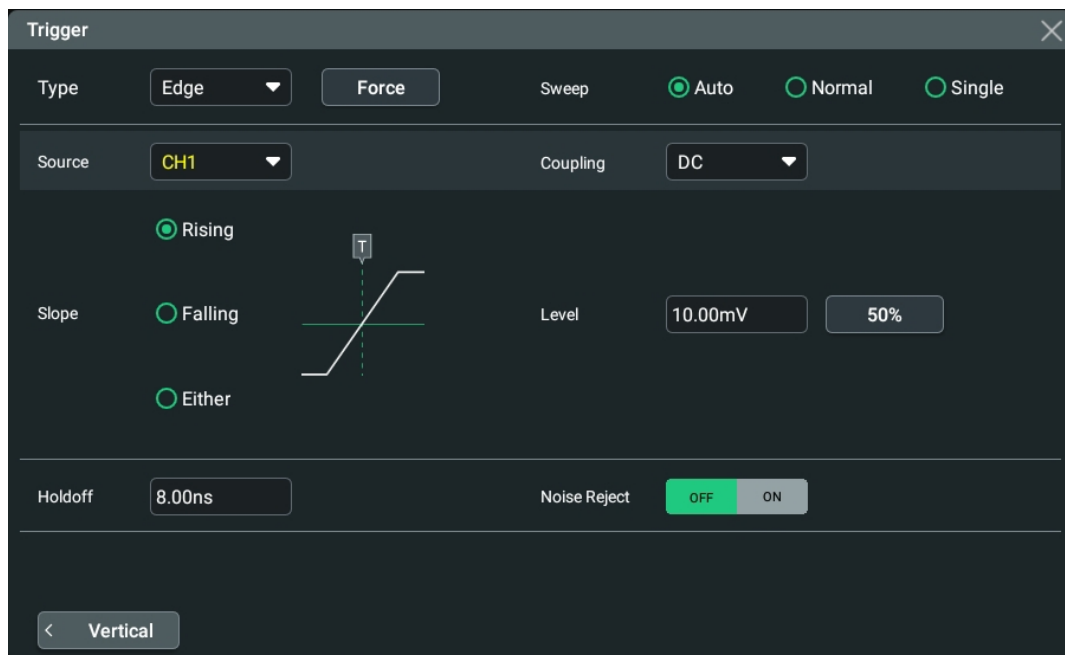 Trigger
Type Edge Force Sweep Auto Normal Single
Source CH1 Coupling DC
Rising
T
Slope Falling Level 10.00mV 50%
Either
Holdoff 8.00ns Noise Reject OFF ON
Vertical